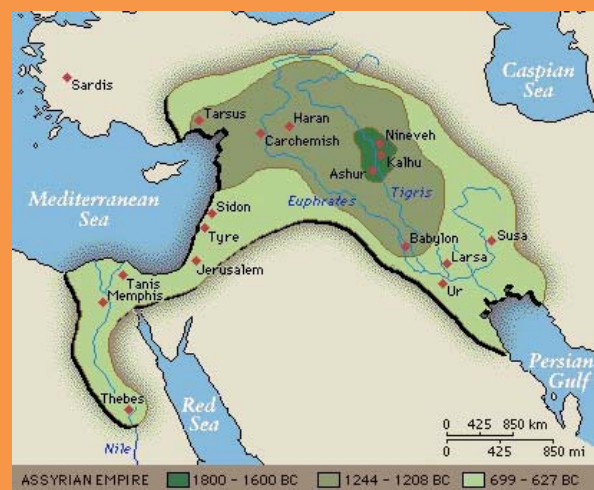 Caspian
Sea
Sardis
Tarsus
Haran
Carchemish
Nineveh
Kalhu
Ashur
Mediterranean
Sea
Euphrates
Tigris
Sidon
Tyre
Babylon
Larsa
Susa
Jerusalem
Ur
Tanis
Memphis
Persian
Gulf
Thebes
Red
Sea
Nile
0 425 850 km
0 425 850 mi
ASSYRIAN EMPIRE 1800 - 1600 BC 1244 - 1208 BC 699 - 627 BC